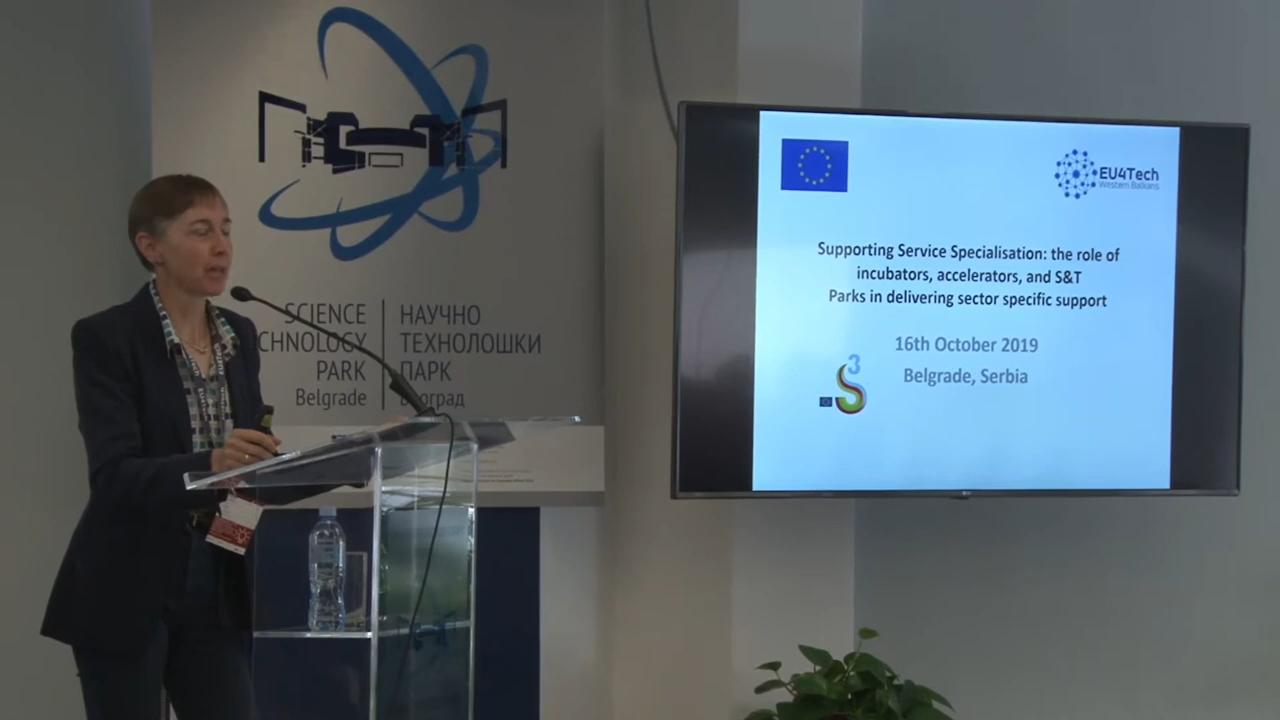 SCIENCE
CHNOLOGY
PARK
Belgrade
НАУЧНО
ТЕХНОЛОШКИ
ПАРК
EU4Tech
Western Balkans
Supporting Service Specialisation: the role of
incubators, accelerators, and S&T
Parks in delivering sector specific support
16th October 2019
Belgrade, Serbia
S3